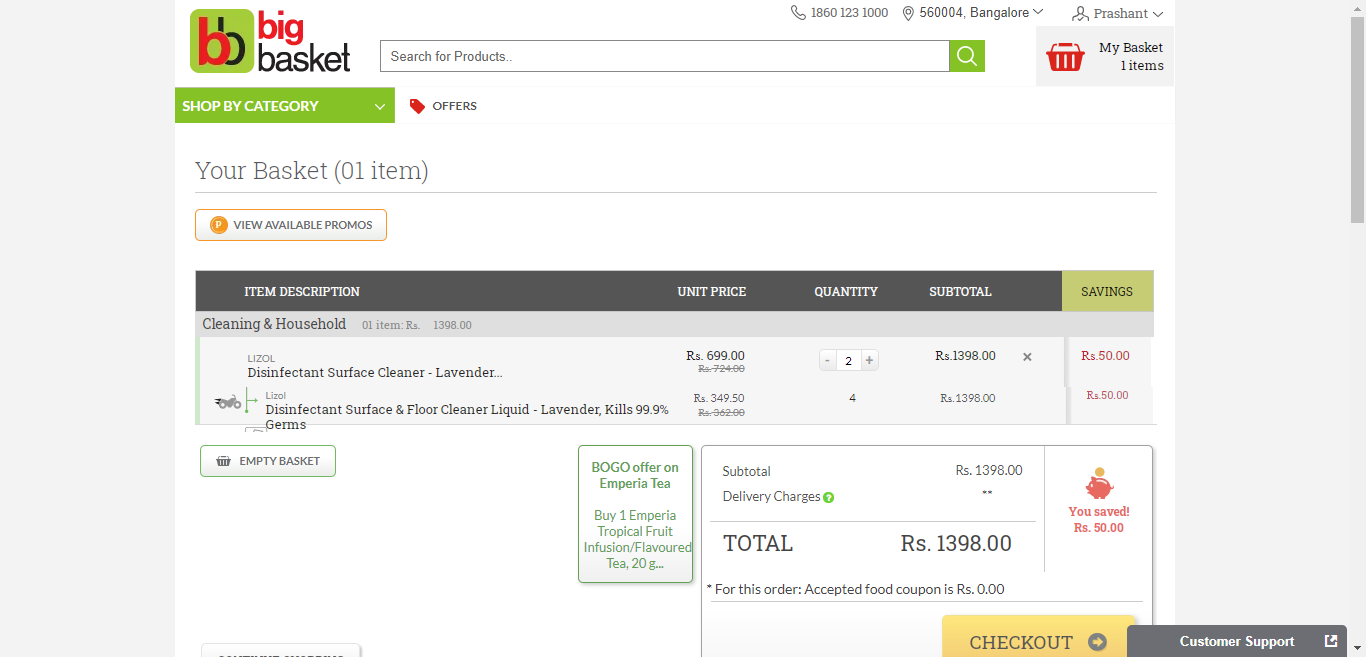 1860 123 1000
560004, Bangalore
Prashant
big
basket
Search for Products..
My Basket
1 items
SHOP BY CATEGORY
OFFERS
Your Basket (01 item)
P VIEW AVAILABLE PROMOS
ITEM DESCRIPTION UNIT PRICE QUANTITY SUBTOTAL SAVINGS
Cleaning & Household 01 item: Rs. 1398.00
LIZOL
Disinfectant Surface Cleaner - Lavender...
Rs. 699.00
Rs. 724.00
- 2 +
Rs.1398.00 ×
Rs.50.00
Lizol
Disinfectant Surface & Floor Cleaner Liquid - Lavender, Kills 99.9%
Germs
Rs. 349.50
Rs. 362.00
4
Rs.1398.00
Rs.50.00
EMPTY BASKET
BOGO offer on
Emperia Tea
Buy 1 Emperia
Tropical Fruit
Infusion/Flavoured
Tea, 20 g...
Subtotal Rs. 1398.00
Delivery Charges ? **
TOTAL Rs. 1398.00
You saved!
Rs. 50.00
* For this order: Accepted food coupon is Rs. 0.00
CHECKOUT
Customer Support